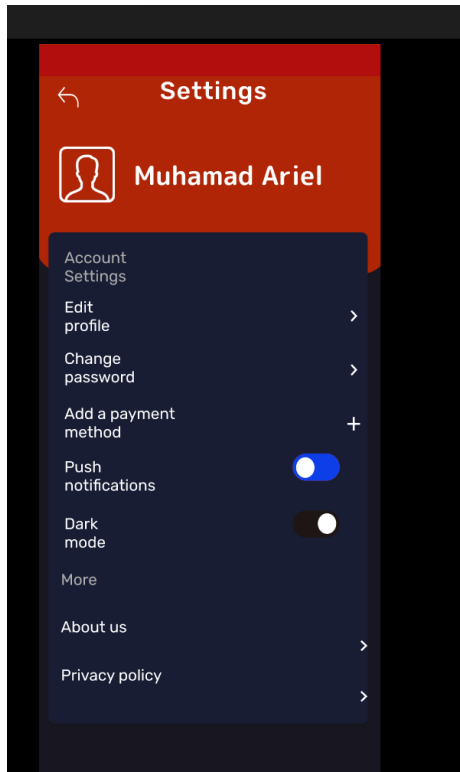 Settings
Muhamad Ariel
Account
Settings
Edit
profile
Change
password
Add a payment
method
Push
notifications
Dark
mode
More
About us
Privacy policy